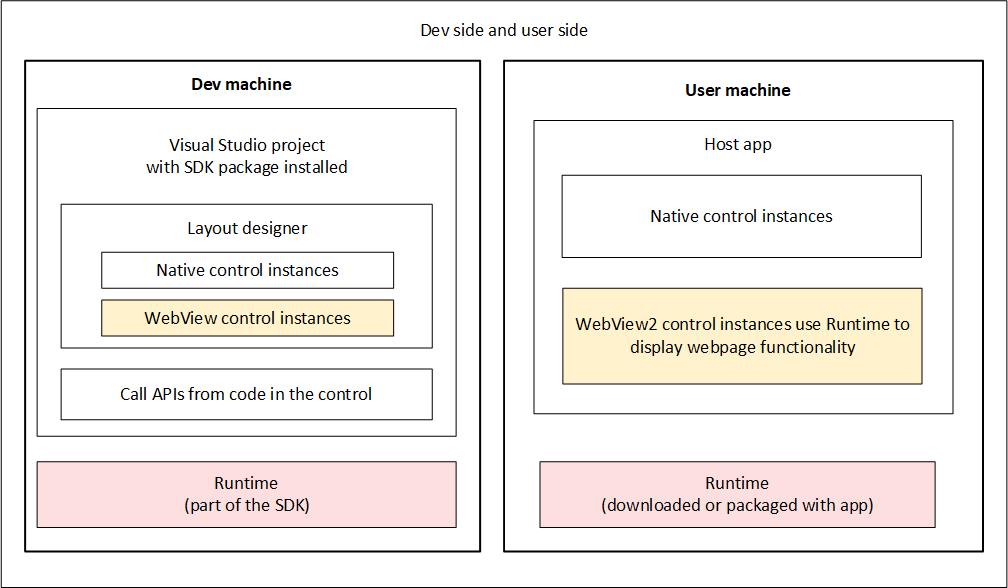 Dev side and user side
Dev machine
Visual Studio project
with SDK package installed
Layout designer
Native control instances
WebView control instances
Call APIs from code in the control
Runtime
(part of the SDK)
User machine
Host app
Native control instances
WebView2 control instances use Runtime to
display webpage functionality
Runtime
(downloaded or packaged with app)